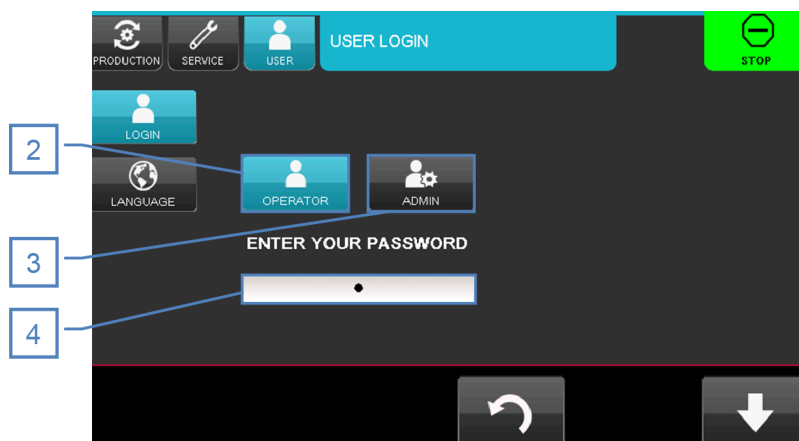 PRODUCTION
SERVICE
USER
USER LOGIN
STOP
LOGIN
2
LANGUAGE
OPERATOR
ADMIN
ENTER YOUR PASSWORD
3
4